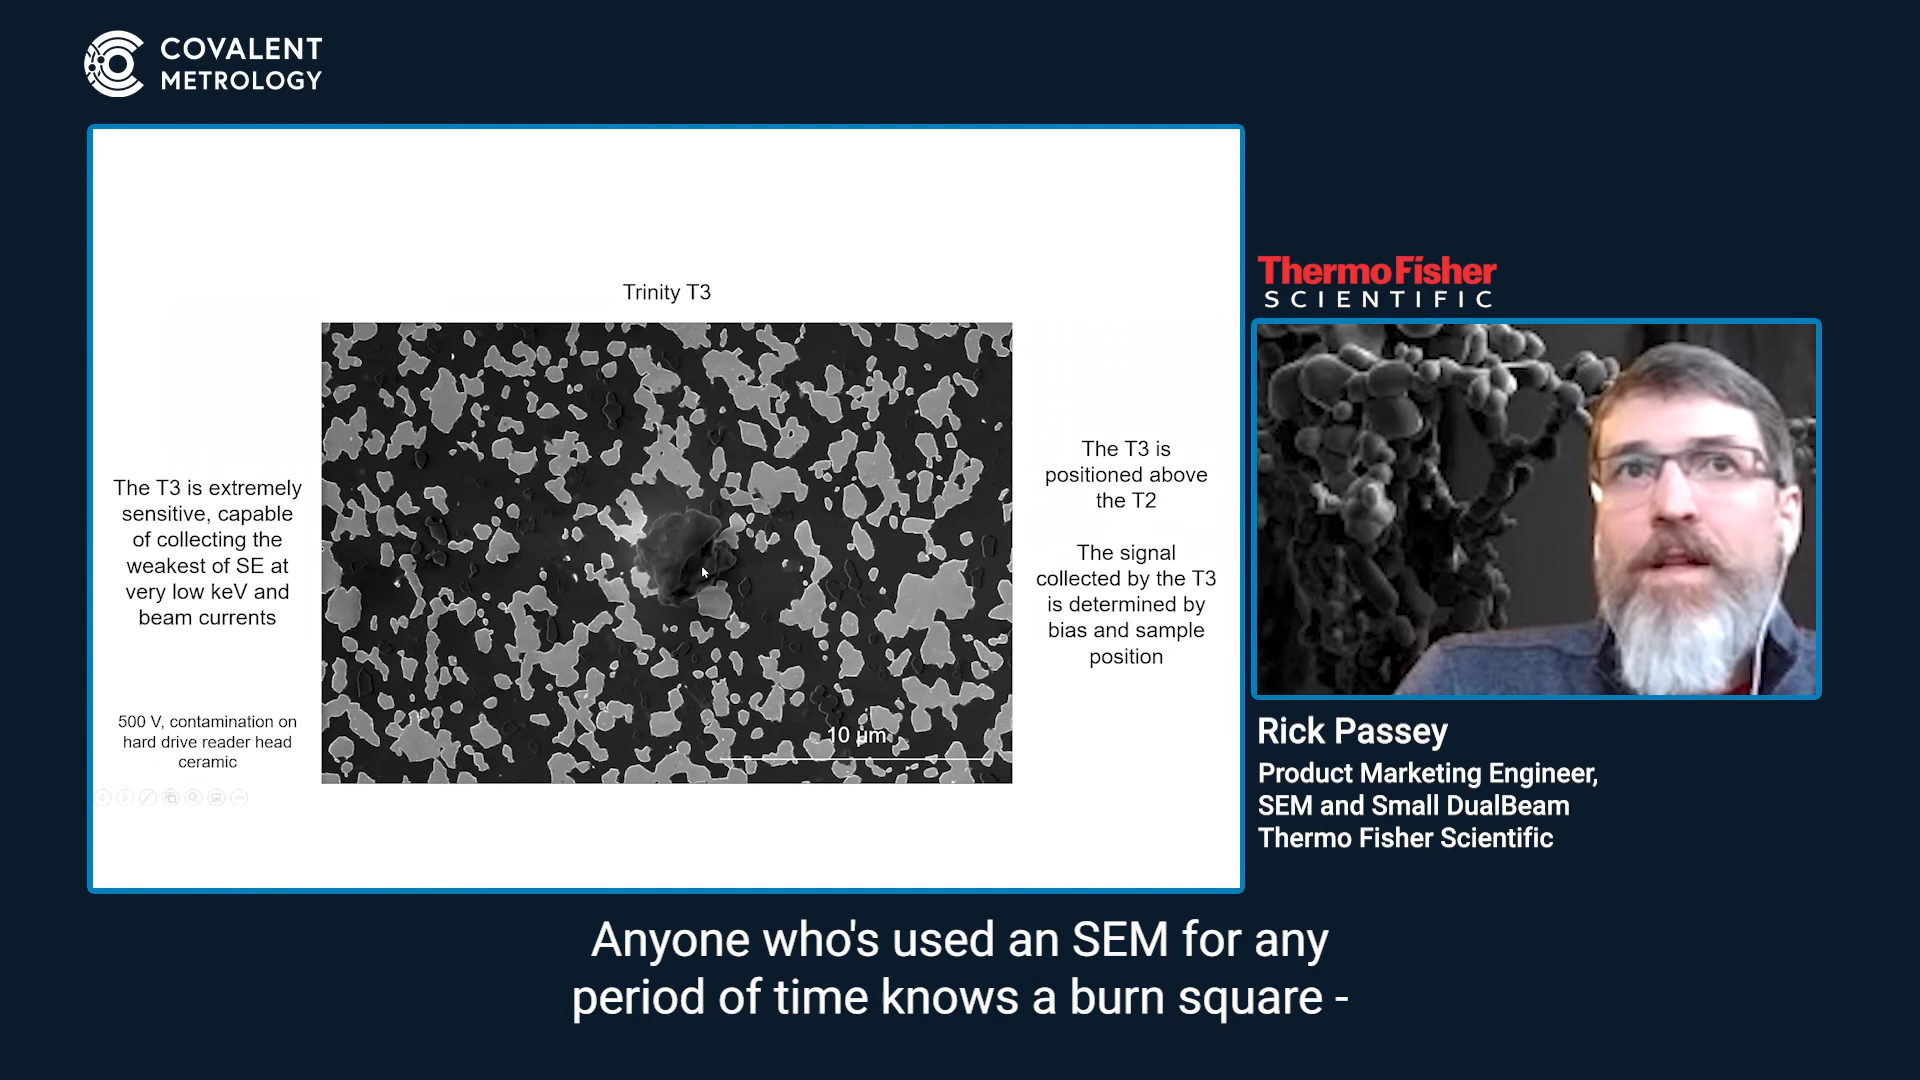 COVALENT
METROLOGY
Trinity T3
The T3 is extremely
sensitive, capable
of collecting the
weakest of SE at
very low keV and
beam currents
500 V, contamination on
hard drive reader head
ceramic
10 µm
The T3 is
positioned above
the T2
The signal
collected by the T3
is determined by
bias and sample
position
ThermoFisher
SCIENTIFIC
Rick Passey
Product Marketing Engineer,
SEM and Small DualBeam
Thermo Fisher Scientific
Anyone who's used an SEM for any
period of time knows a burn square -